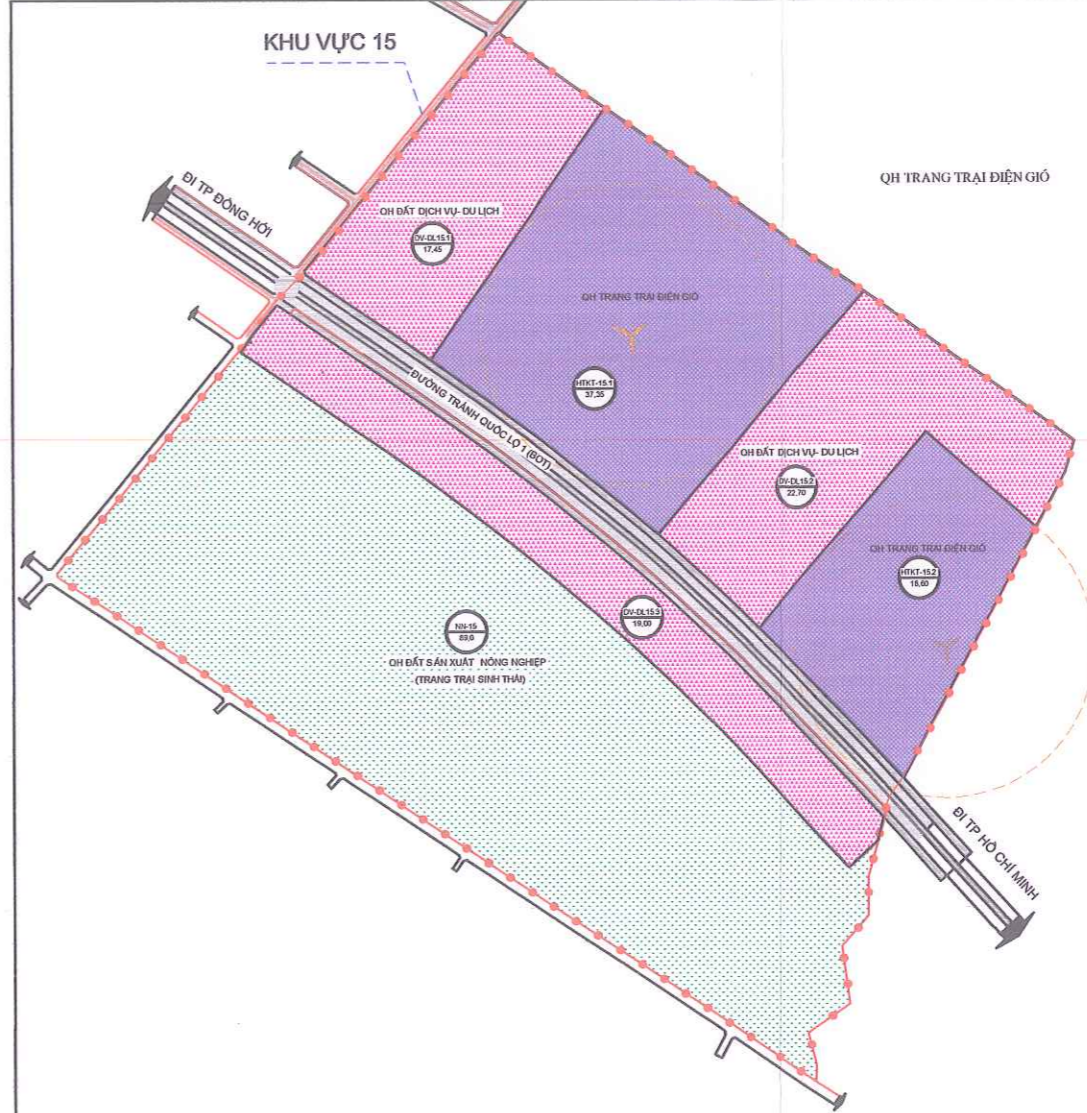 KHU VỰC 15
QH TRANG TRẠI ĐIỆN GIÓ
ĐI TP ĐỒNG HỚI
QH ĐẤT DỊCH VỤ- DU LỊCH
DV-DL15.1
17,45
QH TRANG TRẠI ĐIỆN GIÓ
HTKT-15.1
37,35
ĐƯỜNG TRÁNH QUỐC LỘ 1 (BOT)
QH ĐẤT DỊCH VỤ- DU LỊCH
DV-DL15.2
22,70
QH TRANG TRẠI ĐIỆN GIÓ
HTKT-15.2
18,60
DV-DL15.3
19,00
NN-15
89,0
QH ĐẤT SẢN XUẤT NÔNG NGHIỆP
(TRANG TRẠI SINH THÁI)
ĐI TP HỒ CHÍ MINH